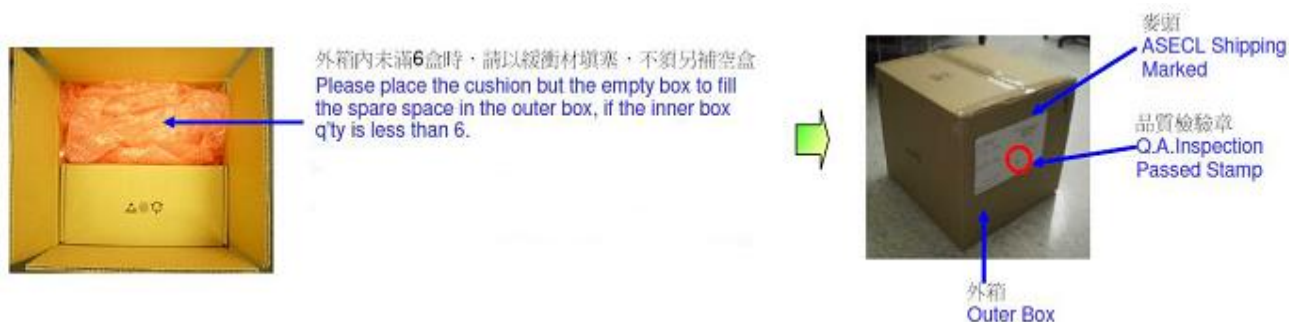 外箱內未滿6盒時，請以緩衝材填塞，不須另補空盒
Please place the cushion but the empty box to fill
the spare space in the outer box, if the inner box
q'ty is less than 6.
麥頭
ASECL Shipping
Marked
品質檢驗章
Q.A.Inspection
Passed Stamp
外箱
Outer Box